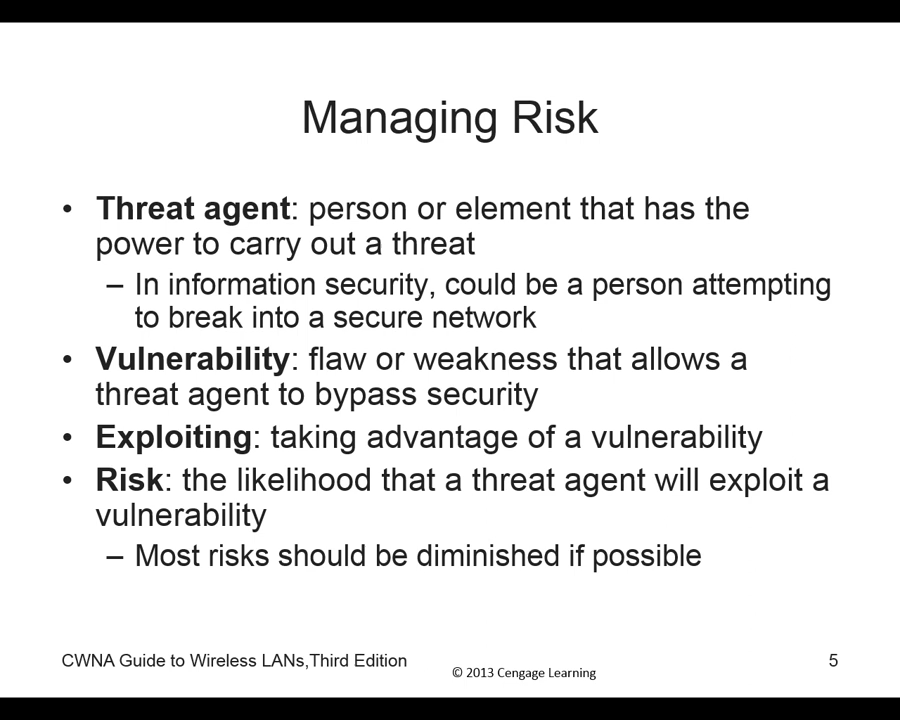 Managing Risk
• Threat agent: person or element that has the
power to carry out a threat
– In information security, could be a person attempting
to break into a secure network
• Vulnerability: flaw or weakness that allows a
threat agent to bypass security
• Exploiting: taking advantage of a vulnerability
• Risk: the likelihood that a threat agent will exploit a
vulnerability
– Most risks should be diminished if possible
CWNA Guide to Wireless LANs,Third Edition
© 2013 Cengage Learning
5